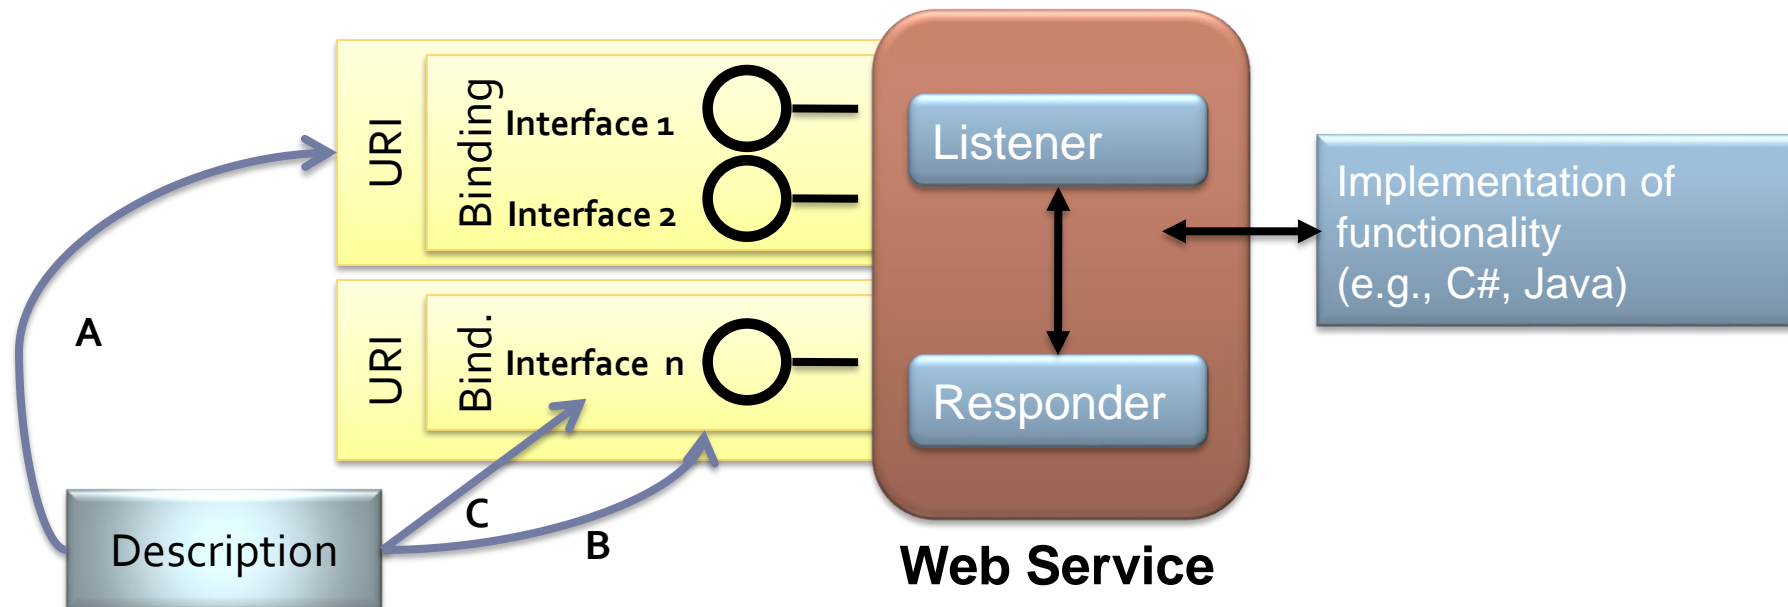 URI
Binding
Interface 1
Interface 2
Listener
Implementation of
functionality
(e.g., C#, Java)
A
URI
Bind.
Interface n
Responder
C
B
Description
Web Service